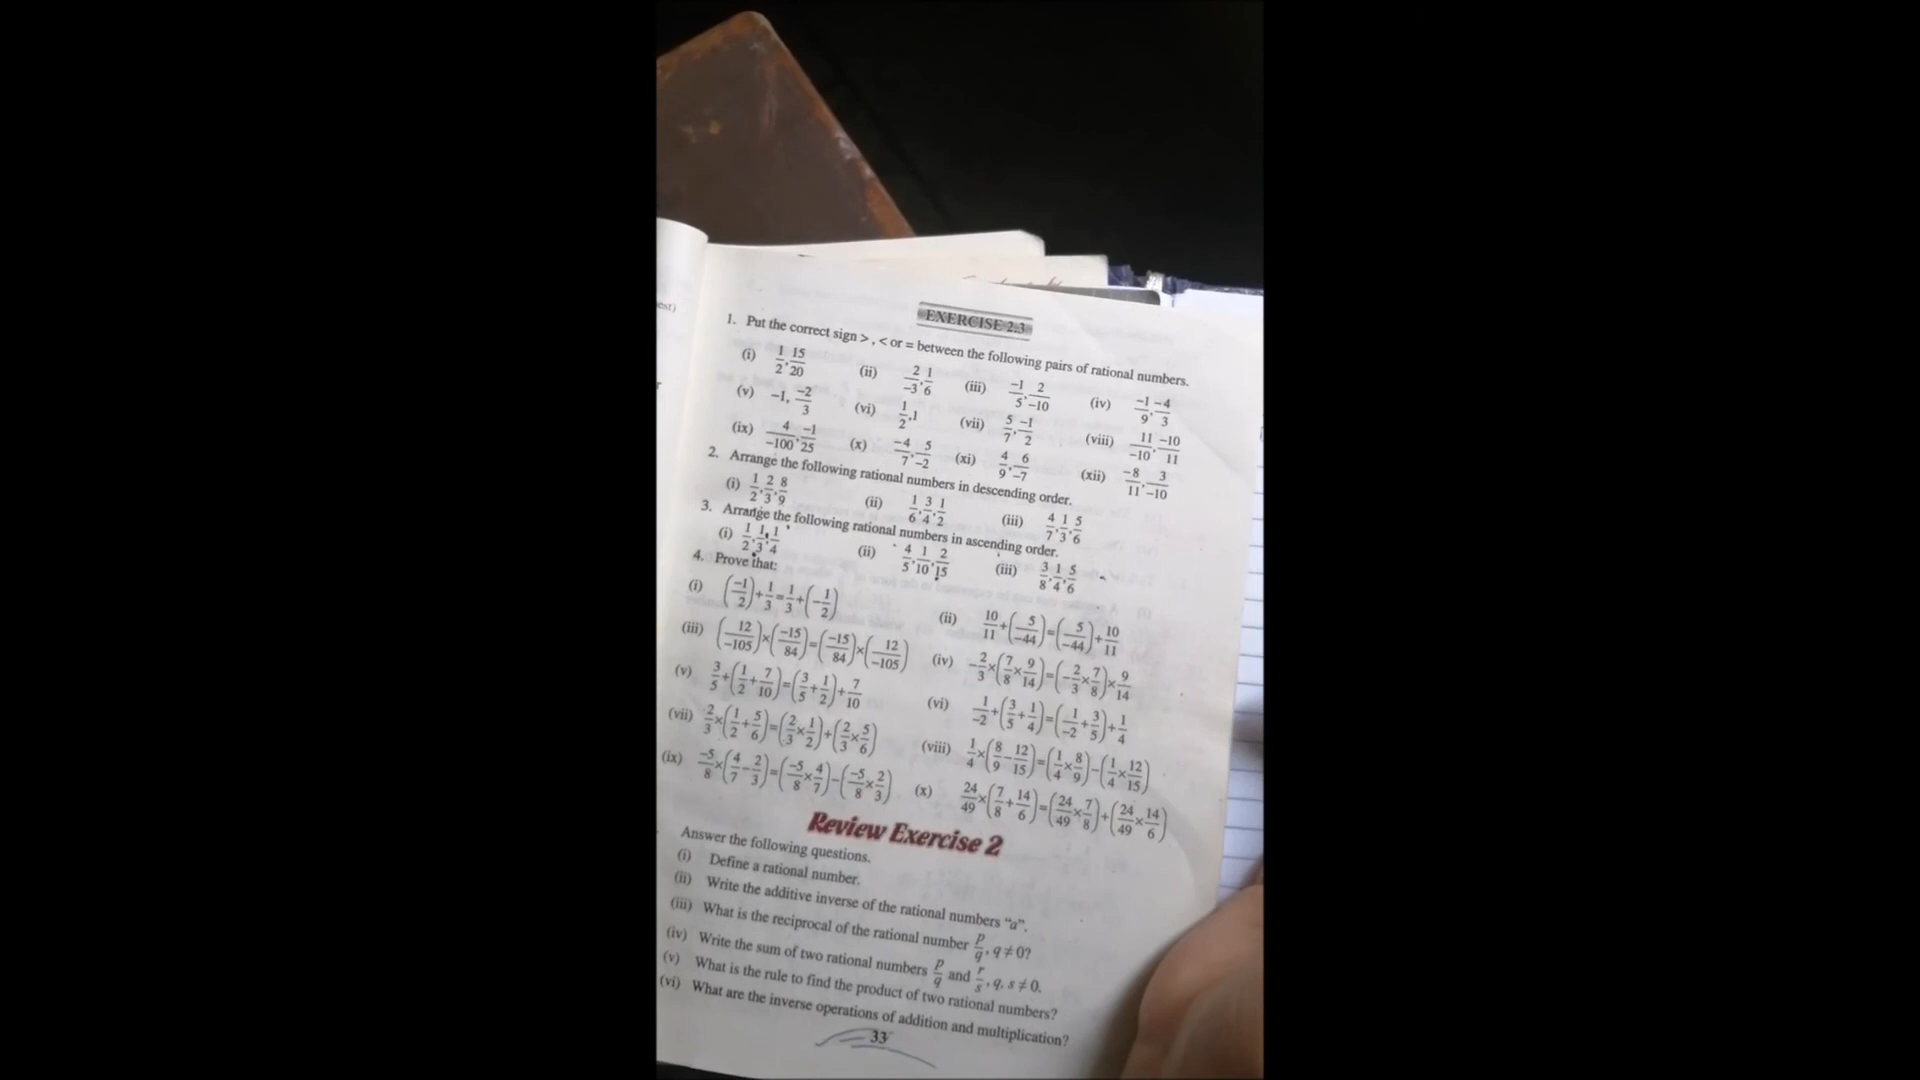 est)
r
EXERCISE 2.3
1. Put the correct sign > , < or = between the following pairs of rational numbers.
(i) 1/2, 15/20 (ii) 2/-3, 1/6 (iii) -1/5, 2/-10 (iv) -1/9, -4/3
(v) -1, -2/3 (vi) 1/2, 1 (vii) 5/7, -1/2 (viii) 11/-10, -10/11
(ix) 4/-100, -1/25 (x) -4/7, 5/-2 (xi) 4/9, 6/-7 (xii) -8/11, 3/-10
2. Arrange the following rational numbers in descending order.
(i) 1/2, 2/3, 8/9 (ii) 1/6, 3/4, 1/2 (iii) 4/7, 1/3, 5/6
3. Arrange the following rational numbers in ascending order.
(i) 1/2, 1/3, 1/4 (ii) 4/5, 1/10, 2/15 (iii) 3/8, 1/4, 5/6
4. Prove that:
(i) (-1/2) + 1/3 = 1/3 + (-1/2) (ii) 10/11 + (5/-44) = (5/-44) + 10/11
(iii) (12/-105) × (-15/84) = (-15/84) × (12/-105) (iv) -2/3 × (7/8 × 9/14) = (-2/3 × 7/8) × 9/14
(v) 3/5 + (1/2 + 7/10) = (3/5 + 1/2) + 7/10 (vi) 1/-2 + (3/5 + 1/4) = (1/-2 + 3/5) + 1/4
(vii) 2/3 × (1/2 + 5/6) = (2/3 × 1/2) + (2/3 × 5/6) (viii) 1/4 × (8/9 - 12/15) = (1/4 × 8/9) - (1/4 × 12/15)
(ix) -5/8 × (4/7 - 2/3) = (-5/8 × 4/7) - (-5/8 × 2/3) (x) 24/49 × (7/8 + 14/6) = (24/49 × 7/8) + (24/49 × 14/6)
Review Exercise 2
Answer the following questions.
(i) Define a rational number.
(ii) Write the additive inverse of the rational numbers “a”.
(iii) What is the reciprocal of the rational number p/q, q ≠ 0?
(iv) Write the sum of two rational numbers p/q and r/s, q, s ≠ 0.
(v) What is the rule to find the product of two rational numbers?
(vi) What are the inverse operations of addition and multiplication?
33